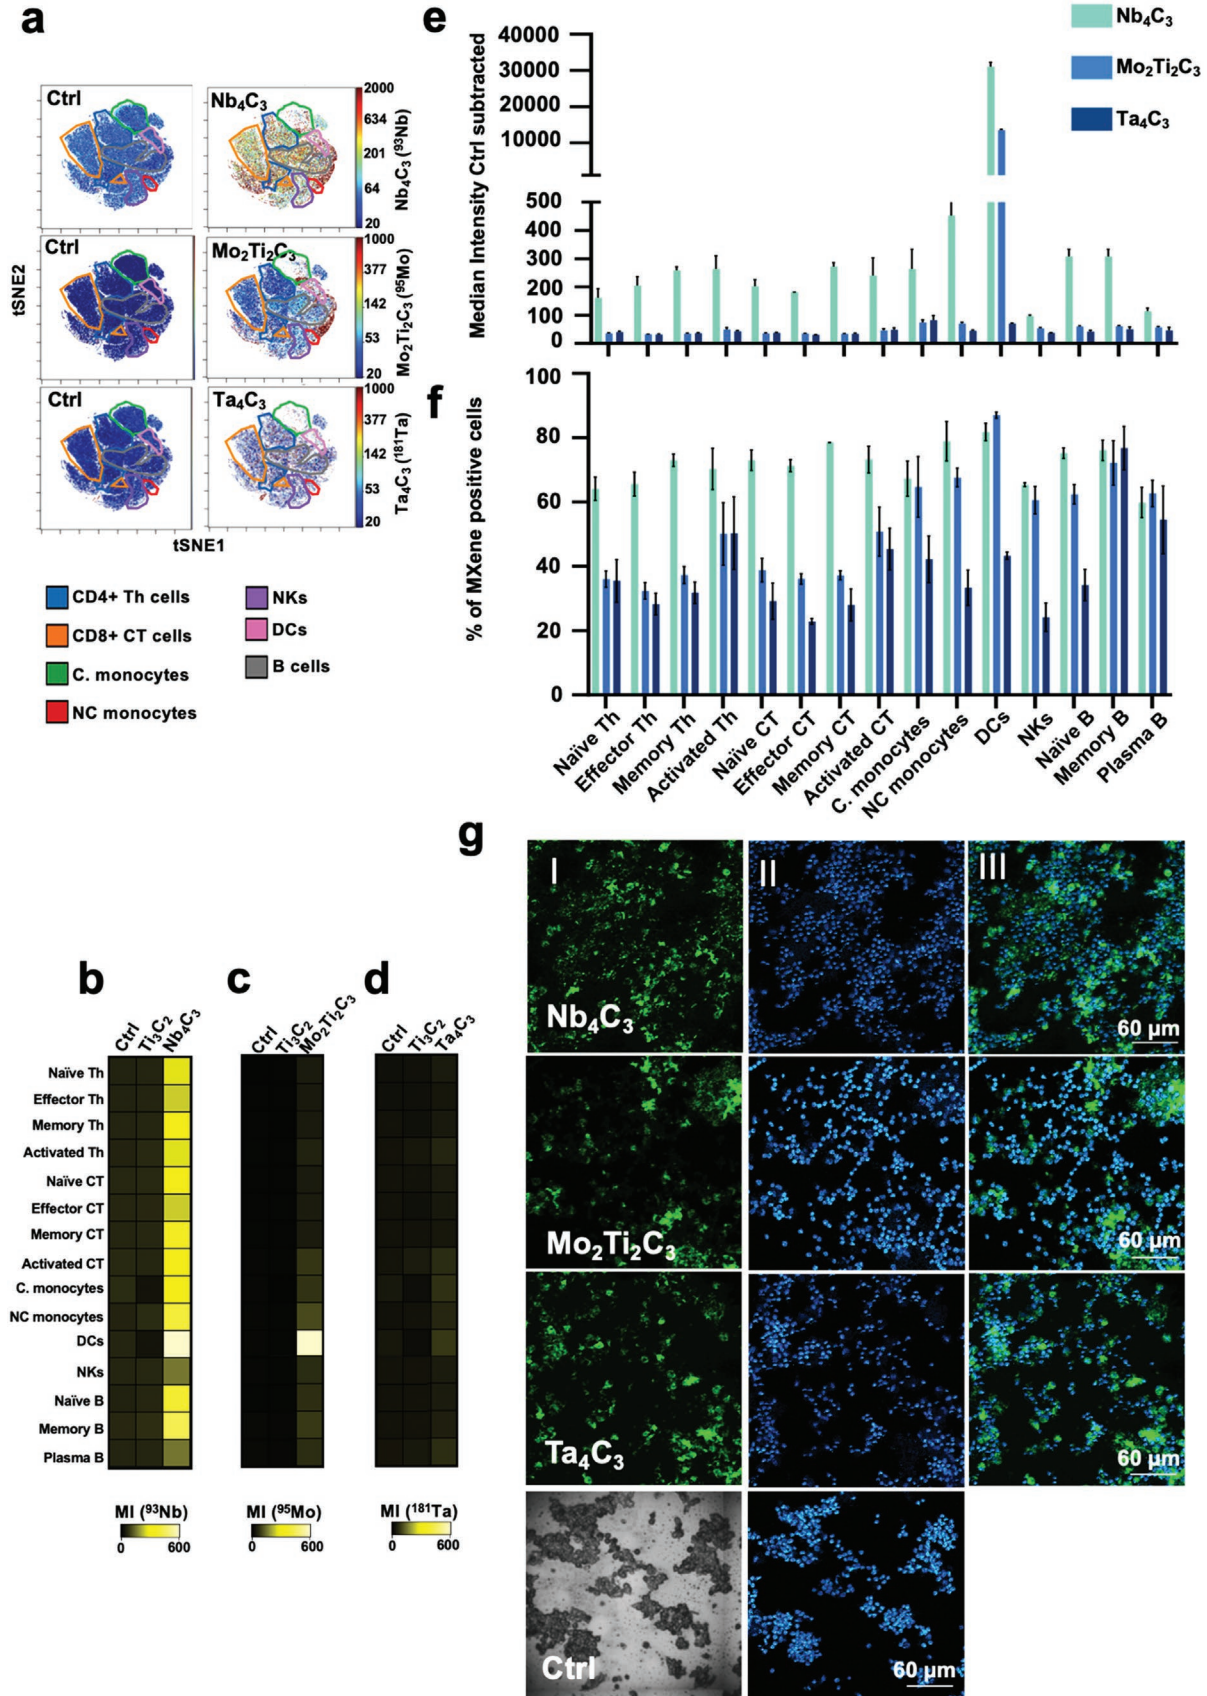 a
Ctrl
Nb₄C₃
2000
634
201
64
20
Nb₄C₃ (⁹³Nb)
Ctrl
Mo₂Ti₂C₃
1000
377
142
53
20
Mo₂Ti₂C₃ (⁹⁵Mo)
Ctrl
Ta₄C₃
1000
377
142
53
20
Ta₄C₃ (¹⁸¹Ta)
tSNE2
tSNE1
CD4+ Th cells
CD8+ CT cells
C. monocytes
NC monocytes
NKs
DCs
B cells
e
Median Intensity Ctrl subtracted
40000
30000
20000
10000
500
400
300
200
100
0
Nb₄C₃
Mo₂Ti₂C₃
Ta₄C₃
f
% of MXene positive cells
100
80
60
40
20
0
Naïve Th
Effector Th
Memory Th
Activated Th
Naïve CT
Effector CT
Memory CT
Activated CT
C. monocytes
NC monocytes
DCs
NKs
Naïve B
Memory B
Plasma B
b
Ctrl
Ti₃C₂
Nb₄C₃
c
Ctrl
Ti₃C₂
Mo₂Ti₂C₃
d
Ctrl
Ti₃C₂
Ta₄C₃
Naïve Th
Effector Th
Memory Th
Activated Th
Naïve CT
Effector CT
Memory CT
Activated CT
C. monocytes
NC monocytes
DCs
NKs
Naïve B
Memory B
Plasma B
MI (⁹³Nb)
0 600
MI (⁹⁵Mo)
0 600
MI (¹⁸¹Ta)
0 600
g
I
II
III
Nb₄C₃
60 µm
Mo₂Ti₂C₃
60 µm
Ta₄C₃
60 µm
Ctrl
60 µm